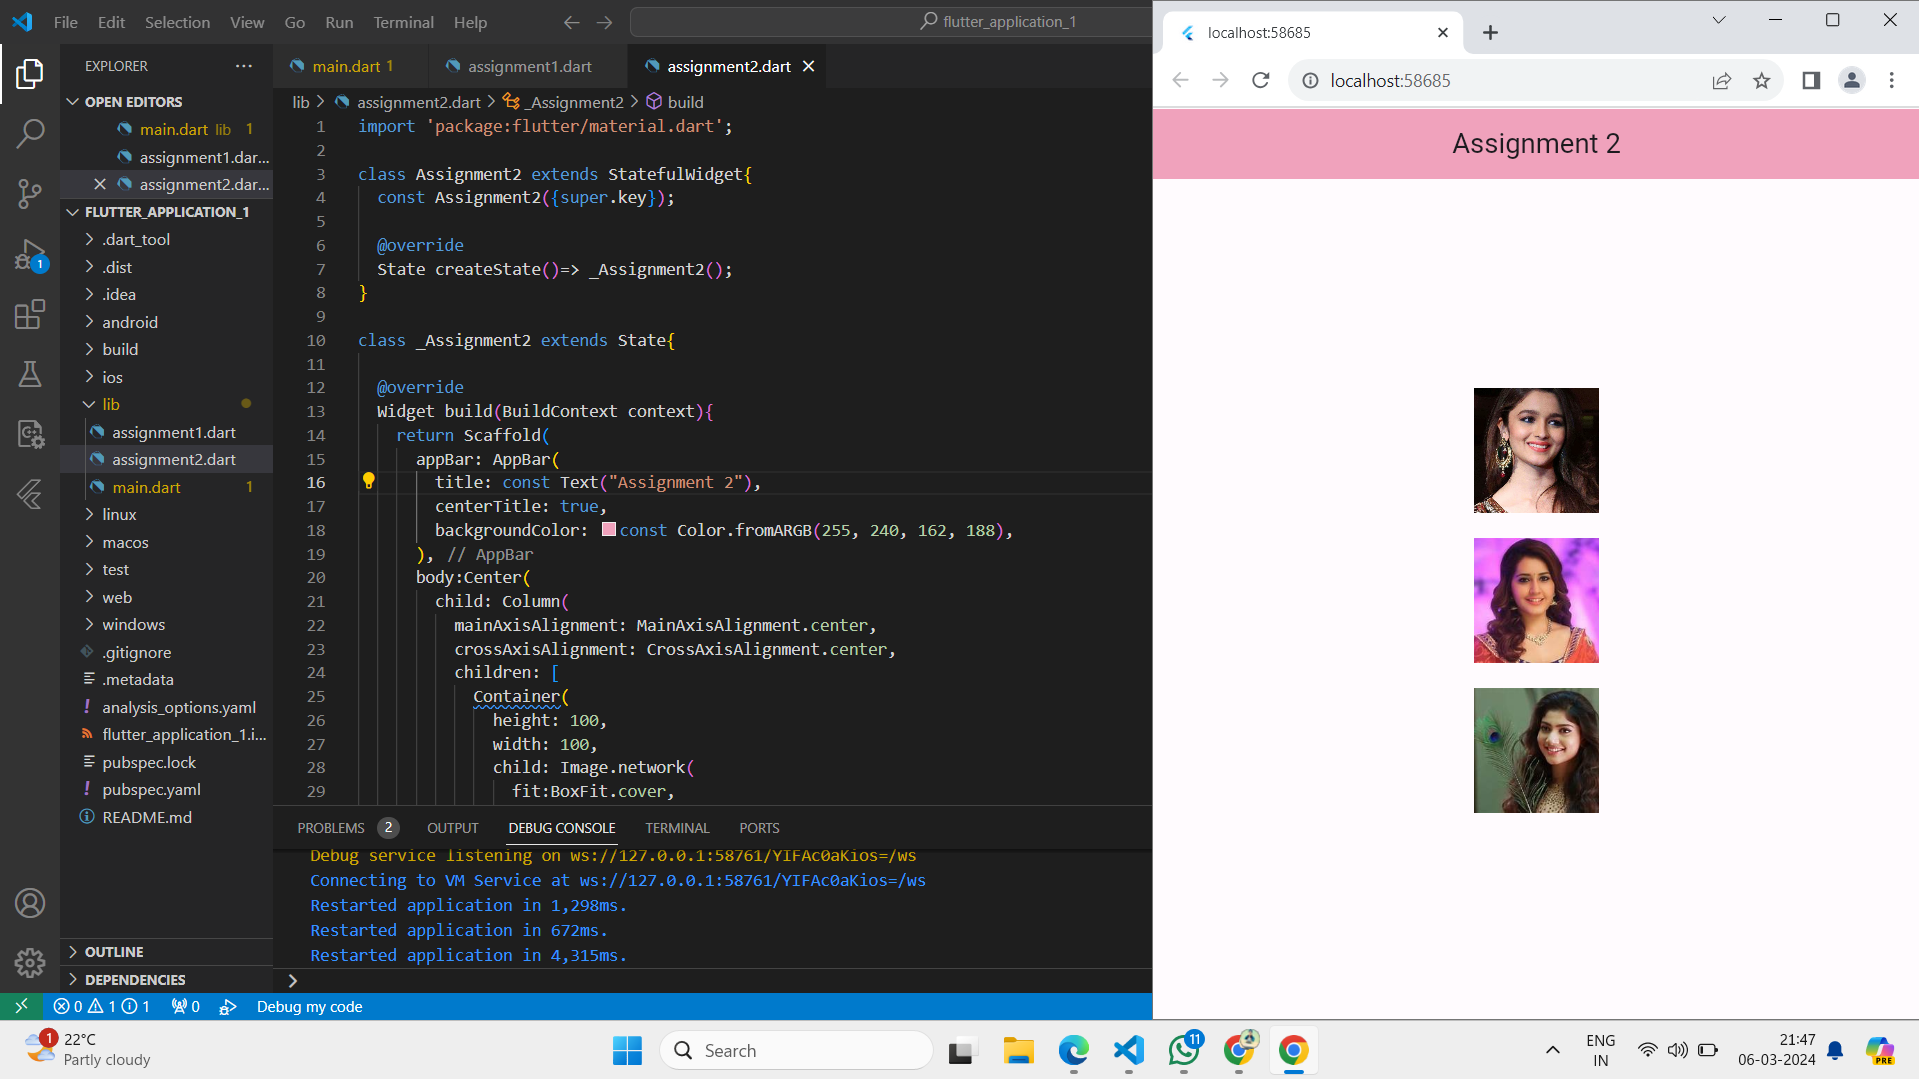 File Edit Selection View Go Run Terminal Help
flutter_application_1
EXPLORER
OPEN EDITORS
main.dart lib 1
assignment1.dar...
assignment2.dar...
FLUTTER_APPLICATION_1
.dart_tool
.dist
.idea
android
build
ios
lib
assignment1.dart
assignment2.dart
main.dart 1
linux
macos
test
web
windows
.gitignore
.metadata
analysis_options.yaml
flutter_application_1.i...
pubspec.lock
pubspec.yaml
README.md
OUTLINE
DEPENDENCIES
1
main.dart 1 assignment1.dart assignment2.dart
lib > assignment2.dart > _Assignment2 > build
1 import 'package:flutter/material.dart';
2
3 class Assignment2 extends StatefulWidget{
4 const Assignment2({super.key});
5
6 @override
7 State createState()=> _Assignment2();
8 }
9
10 class _Assignment2 extends State{
11
12 @override
13 Widget build(BuildContext context){
14 return Scaffold(
15 appBar: AppBar(
16 title: const Text("Assignment 2"),
17 centerTitle: true,
18 backgroundColor: const Color.fromARGB(255, 240, 162, 188),
19 ), // AppBar
20 body:Center(
21 child: Column(
22 mainAxisAlignment: MainAxisAlignment.center,
23 crossAxisAlignment: CrossAxisAlignment.center,
24 children: [
25 Container(
26 height: 100,
27 width: 100,
28 child: Image.network(
29 fit:BoxFit.cover,
PROBLEMS 2 OUTPUT DEBUG CONSOLE TERMINAL PORTS
Debug service listening on ws://127.0.0.1:58761/YIFAc0aKios=/ws
Connecting to VM Service at ws://127.0.0.1:58761/YIFAc0aKios=/ws
Restarted application in 1,298ms.
Restarted application in 672ms.
Restarted application in 4,315ms.
0 1 1 0 Debug my code
localhost:58685
localhost:58685
Assignment 2
1
22°C
Partly cloudy
Search
11
ENG
IN
21:47
06-03-2024
PRE